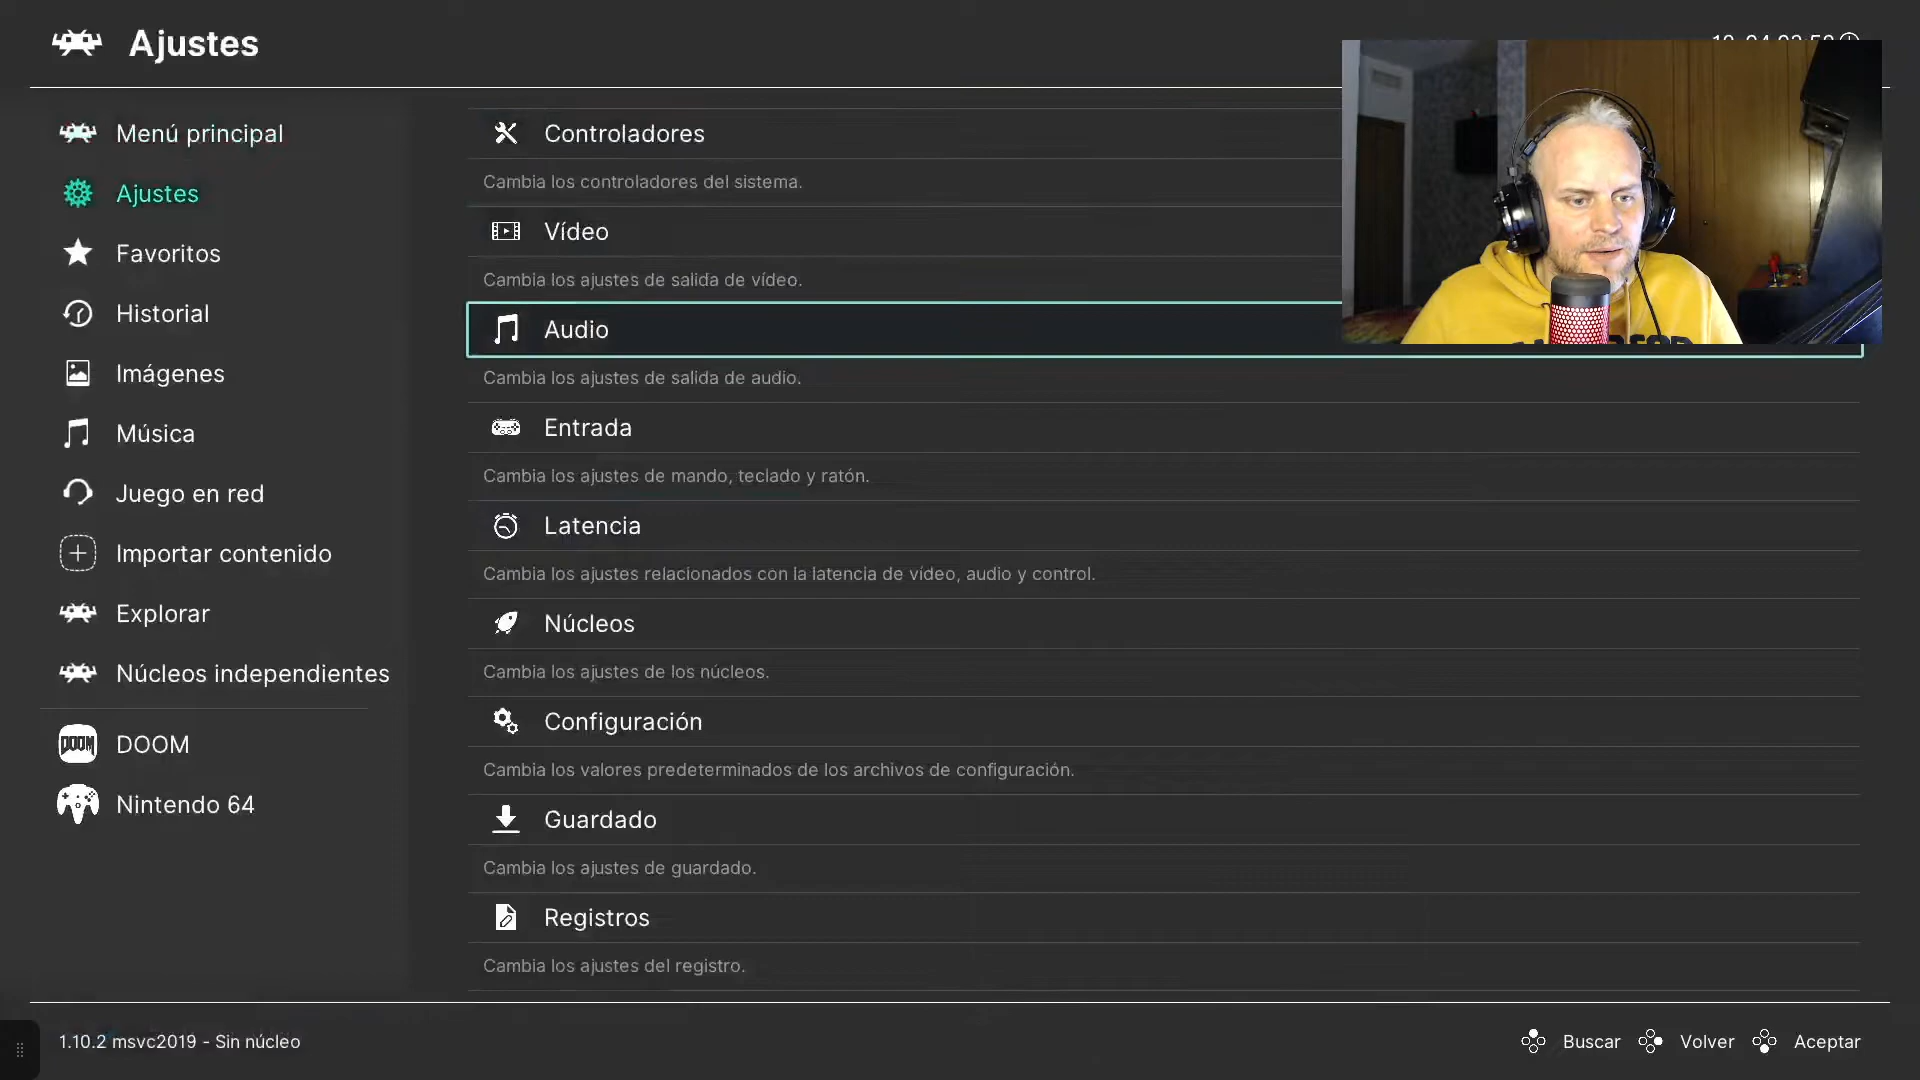 Ajustes
Menú principal
Ajustes
Favoritos
Historial
Imágenes
Música
Juego en red
Importar contenido
Explorar
Núcleos independientes
DOOM
DOOM
Nintendo 64
Controladores
Cambia los controladores del sistema.
Vídeo
Cambia los ajustes de salida de vídeo.
Audio
Cambia los ajustes de salida de audio.
Entrada
Cambia los ajustes de mando, teclado y ratón.
Latencia
Cambia los ajustes relacionados con la latencia de vídeo, audio y control.
Núcleos
Cambia los ajustes de los núcleos.
Configuración
Cambia los valores predeterminados de los archivos de configuración.
Guardado
Cambia los ajustes de guardado.
Registros
Cambia los ajustes del registro.
1.10.2 msvc2019 - Sin núcleo
Buscar
Volver
Aceptar